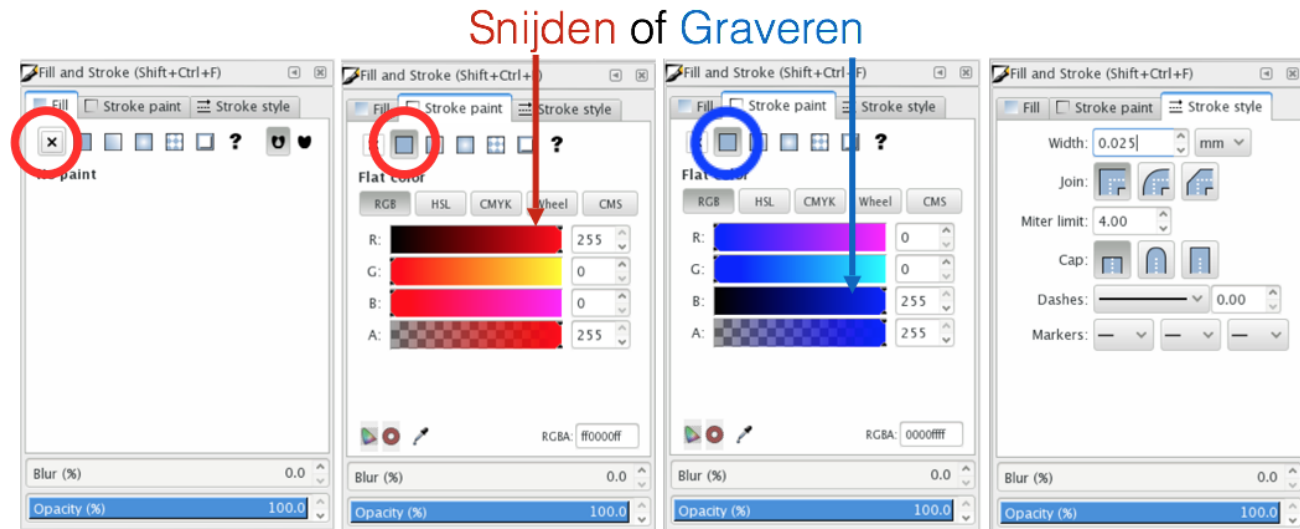 Snijden of Graveren
Fill and Stroke (Shift+Ctrl+F)
Fill Stroke paint Stroke style
?
No paint
Blur (%) 0.0
Opacity (%) 100.0
Fill and Stroke (Shift+Ctrl+
Fill Stroke paint Stroke style
?
Flat color
RGB HSL CMYK Wheel CMS
R: 255
G: 0
B: 0
A: 255
RGBA: ff0000ff
Blur (%) 0.0
Opacity (%) 100.0
Fill and Stroke (Shift+Ctrl+F)
Fill Stroke paint Stroke style
?
Flat color
RGB HSL CMYK Wheel CMS
R: 0
G: 0
B: 255
A: 255
RGBA: 0000ffff
Blur (%) 0.0
Opacity (%) 100.0
Fill and Stroke (Shift+Ctrl+F)
Fill Stroke paint Stroke style
Width: 0.025 mm
Join:
Miter limit: 4.00
Cap:
Dashes: 0.00
Markers:
Blur (%) 0.0
Opacity (%) 100.0